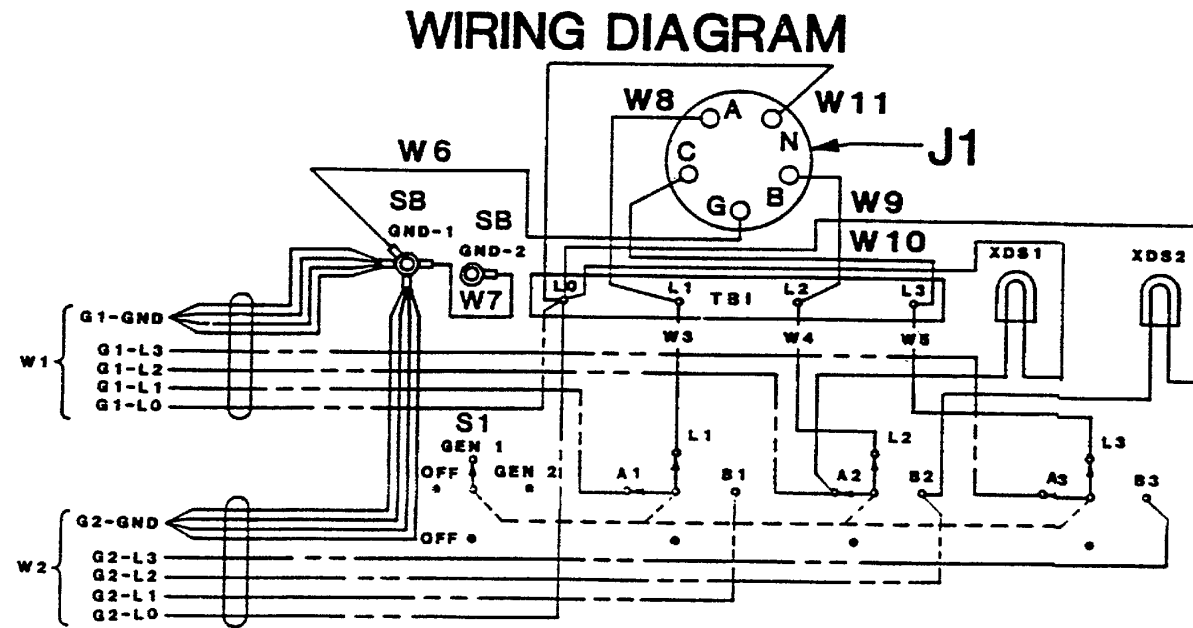 WIRING DIAGRAM
W8
A
W11
N
J1
C
W6
B
G
SB
SB
W9
GND-1
GND-2
W10
XDS1
XDS2
L0
L1
TB1
L2
L3
W7
G1-GND
W3
W4
W5
W1
G1-L3
G1-L2
G1-L1
G1-L0
S1
GEN 1
L1
L2
L3
OFF
GEN 2
A1
B1
A2
B2
A3
B3
G2-GND
OFF
W2
G2-L3
G2-L2
G2-L1
G2-L0